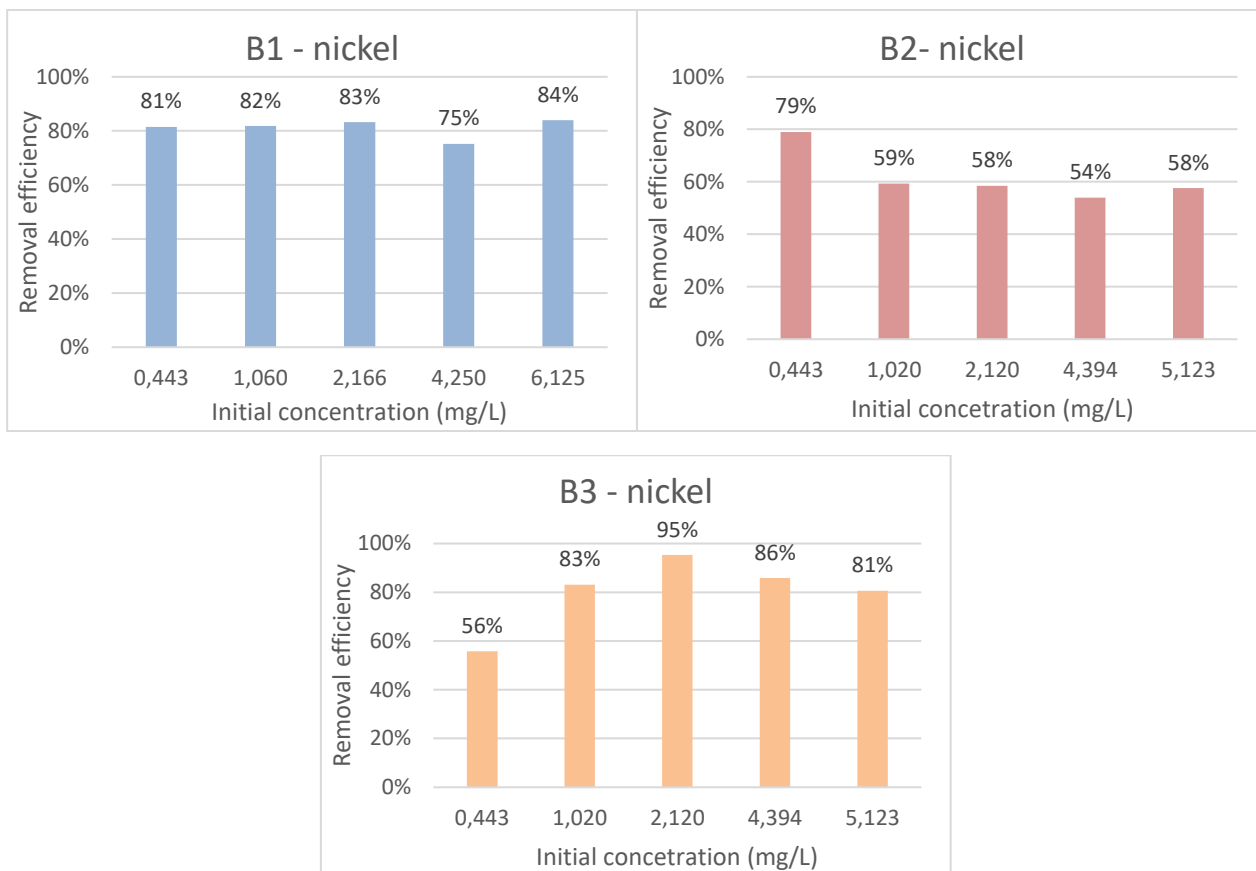 B1 - nickel
Removal efficiency
100%
80%
60%
40%
20%
0%
81%
82%
83%
75%
84%
0,443 1,060 2,166 4,250 6,125
Initial concentration (mg/L)
B2- nickel
Removal efficiency
100%
80%
60%
40%
20%
0%
79%
59%
58%
54%
58%
0,443 1,020 2,120 4,394 5,123
Initial concetration (mg/L)
B3 - nickel
Removal efficiency
100%
80%
60%
40%
20%
0%
56%
83%
95%
86%
81%
0,443 1,020 2,120 4,394 5,123
Initial concetration (mg/L)